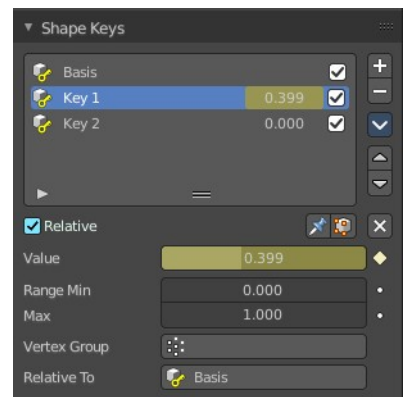 Shape Keys
Basis
Key 1 0.399
Key 2 0.000
Relative
Value 0.399
Range Min 0.000
Max 1.000
Vertex Group
Relative To Basis